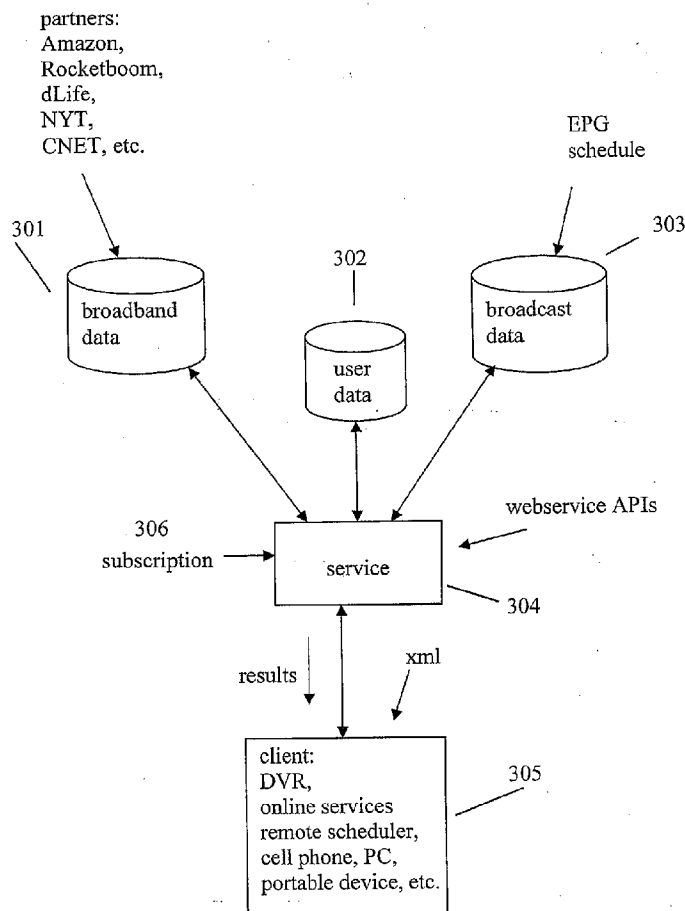 partners:
Amazon,
Rocketboom,
dLife,
NYT,
CNET, etc.
EPG
schedule
301
302
303
broadband
data
user
data
broadcast
data
webservice APIs
306
subscription
service
304
results
xml
client:
DVR,
online services
remote scheduler,
cell phone, PC,
portable device, etc.
305